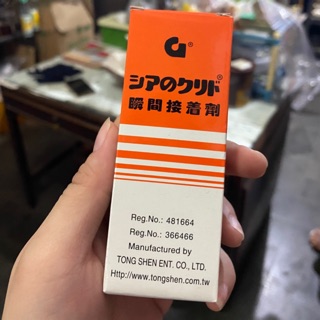 G®
シアのクリド®
瞬間接着劑
Reg.No.: 481664
Reg.No.: 366466
Manufactured by
TONG SHEN ENT. CO., LTD.
Http://www.tongshen.com.tw